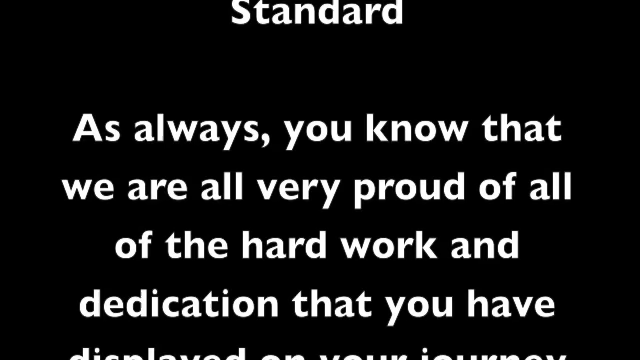 Standard
As always, you know that
we are all very proud of all
of the hard work and
dedication that you have
displayed on your journey